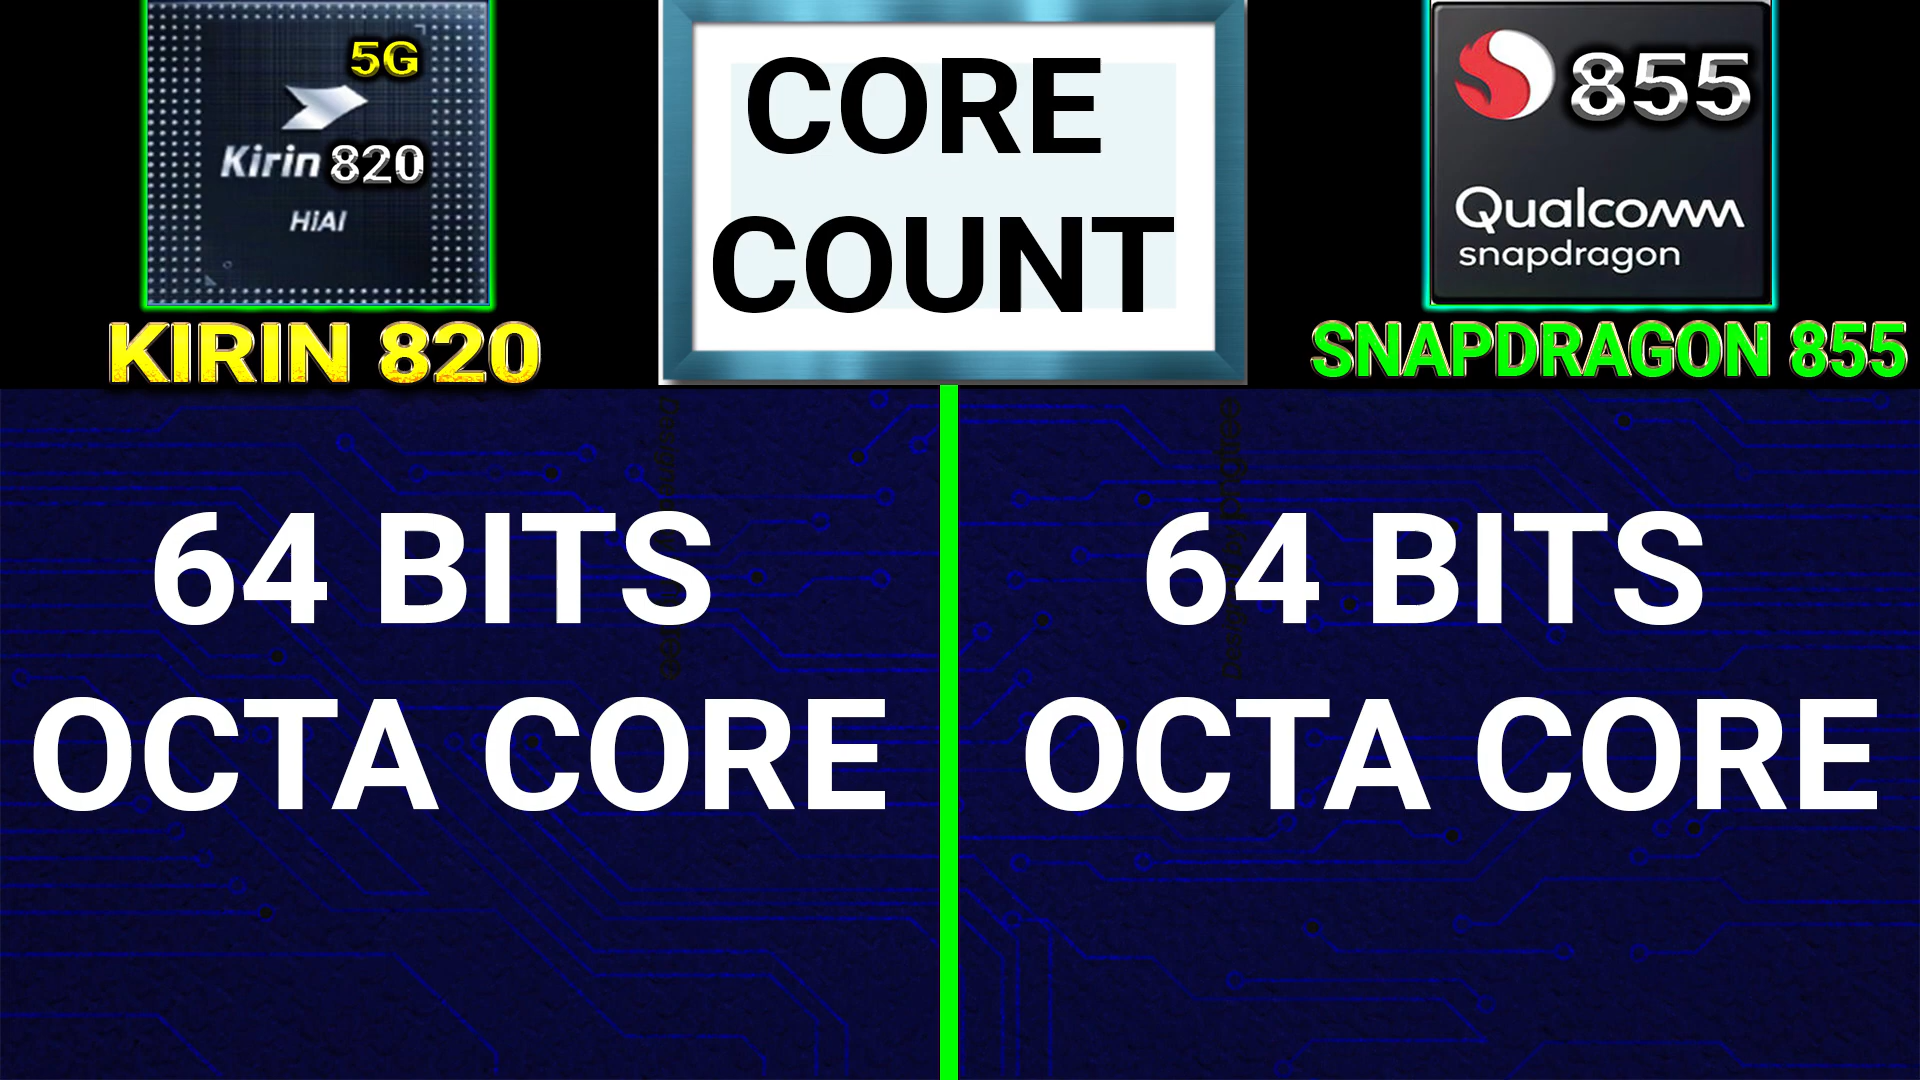 5G
Kirin 820
HiAI
KIRIN 820
CORE
COUNT
855
Qualcomm
snapdragon
SNAPDRAGON 855
64 BITS
OCTA CORE
64 BITS
OCTA CORE